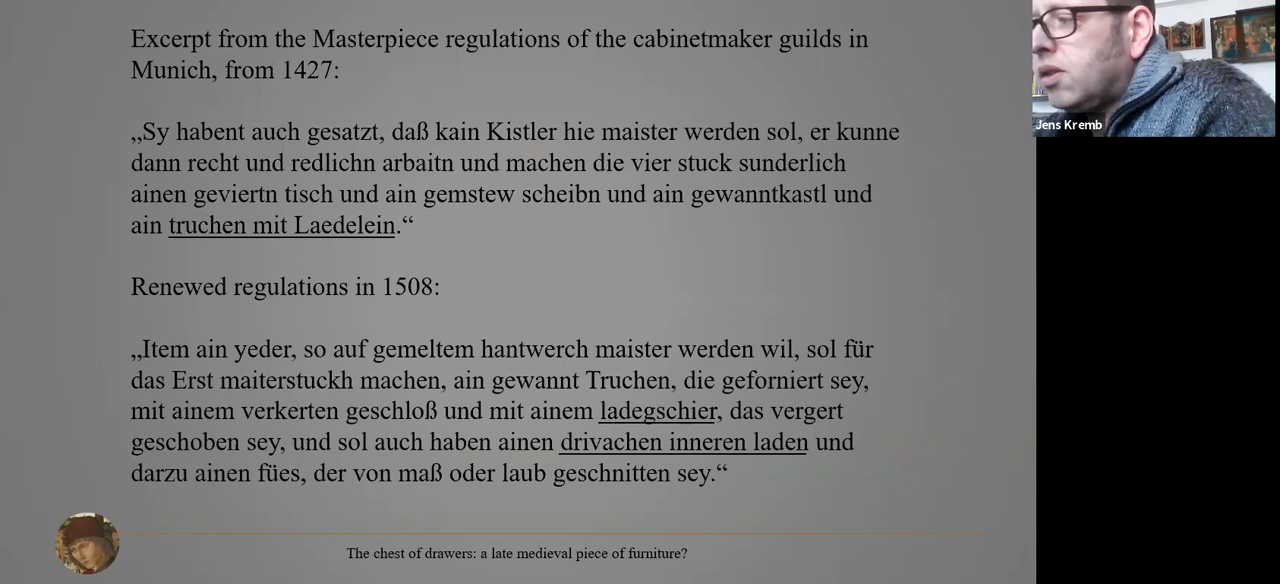 Excerpt from the Masterpiece regulations of the cabinetmaker guilds in
Munich, from 1427:
„Sy habent auch gesatzt, daß kain Kistler hie maister werden sol, er kunne
dann recht und redlichn arbaitn und machen die vier stuck sunderlich
ainen geviertn tisch und ain gemstew scheibn und ain gewanntkastl und
ain truchen mit Laedelein.“
Renewed regulations in 1508:
„Item ain yeder, so auf gemeltem hantwerch maister werden wil, sol für
das Erst maiterstuckh machen, ain gewannt Truchen, die geforniert sey,
mit ainem verkerten geschloß und mit ainem ladegschier, das vergert
geschoben sey, und sol auch haben ainen drivachen inneren laden und
darzu ainen fües, der von maß oder laub geschnitten sey.“
The chest of drawers: a late medieval piece of furniture?
Jens Kremb